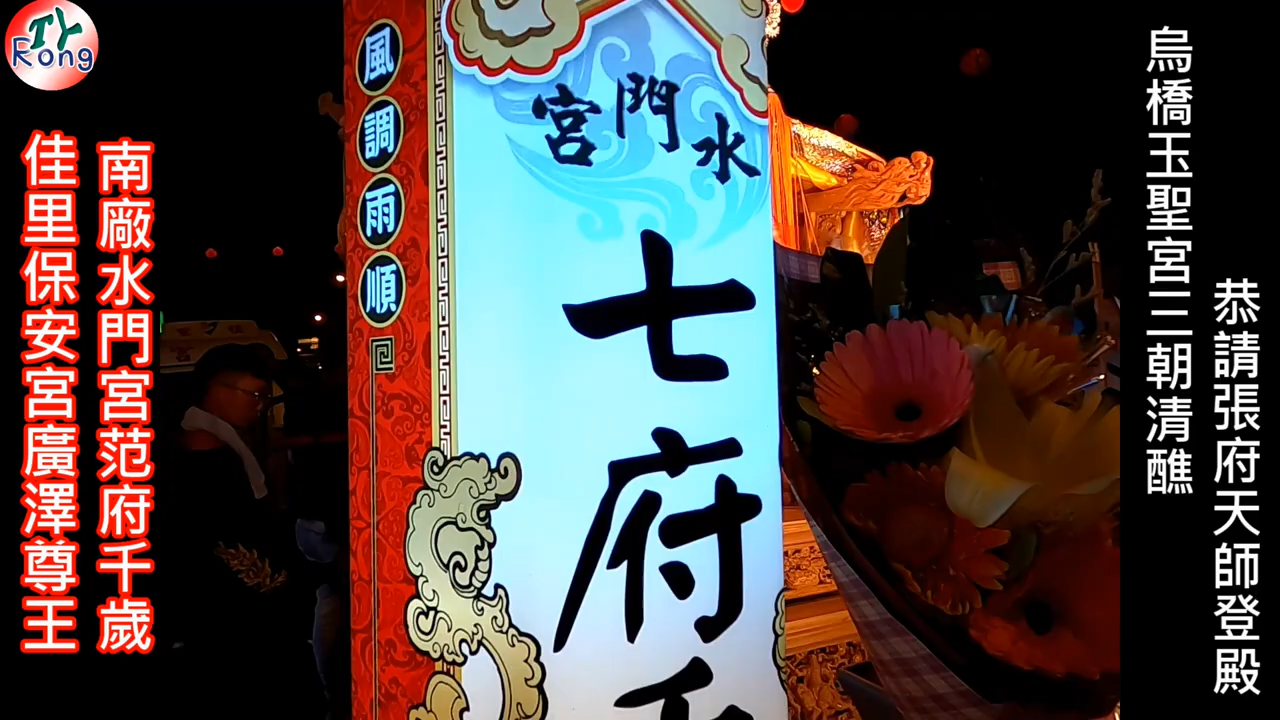 TY
Rong
烏橋玉聖宮三朝清醮
恭請張府天師登殿
南廠水門宮范府千歲
佳里保安宮廣澤尊王
風調雨順
水門宮
七府千